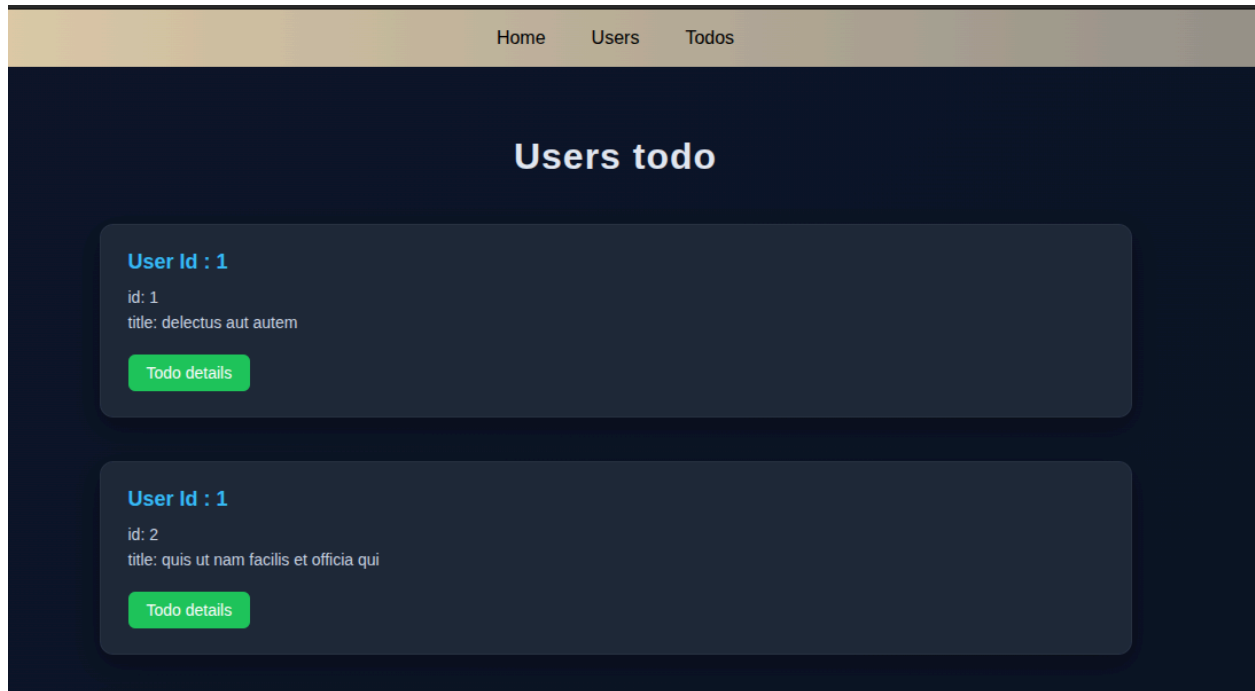 Home Users Todos
Users todo
User Id : 1
id: 1
title: delectus aut autem
Todo details
User Id : 1
id: 2
title: quis ut nam facilis et officia qui
Todo details